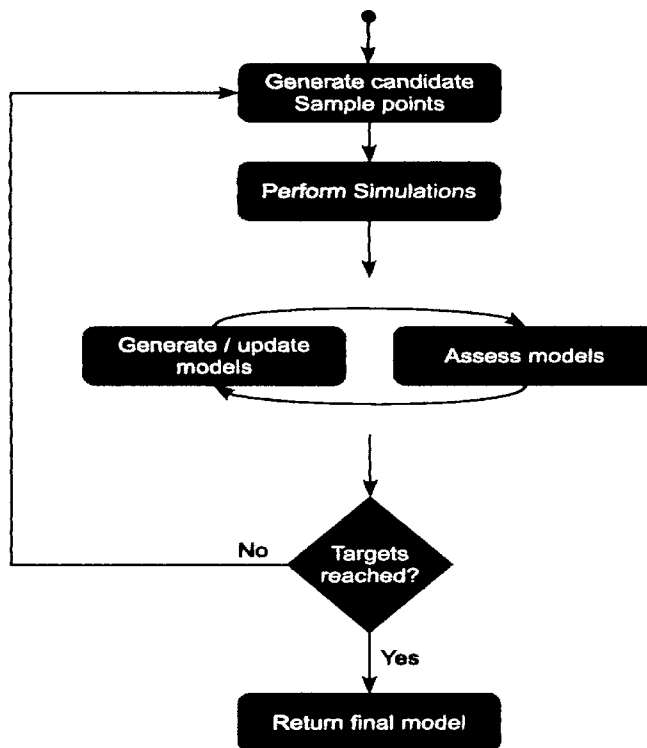 Generate candidate
Sample points
Perform Simulations
Generate / update
models
Assess models
No
Targets
reached?
Yes
Return final model